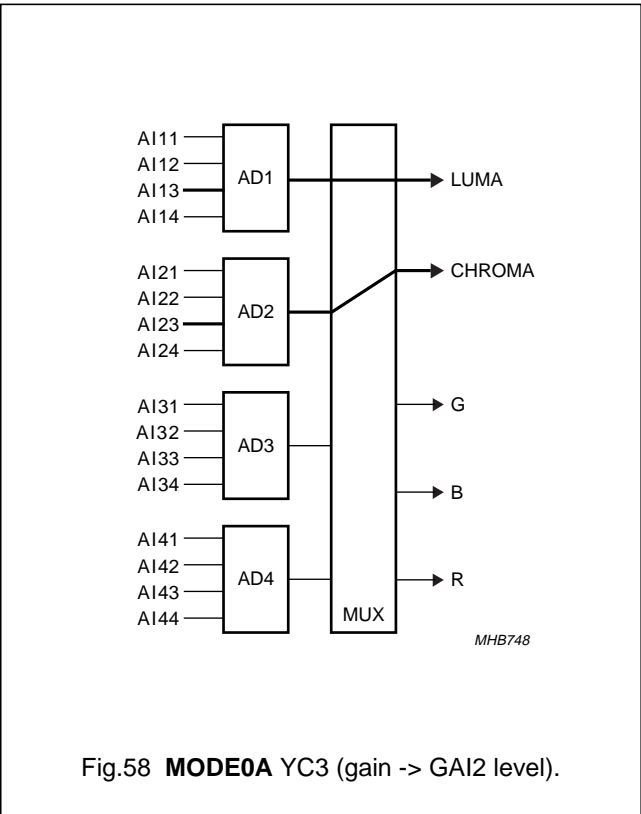 AI11
AI12
AI13
AI14
AD1
LUMA
AI21
AI22
AI23
AI24
AD2
CHROMA
AI31
AI32
AI33
AI34
AD3
G
B
AI41
AI42
AI43
AI44
AD4
R
MUX
MHB748
Fig.58 MODE0A YC3 (gain -> GAI2 level).